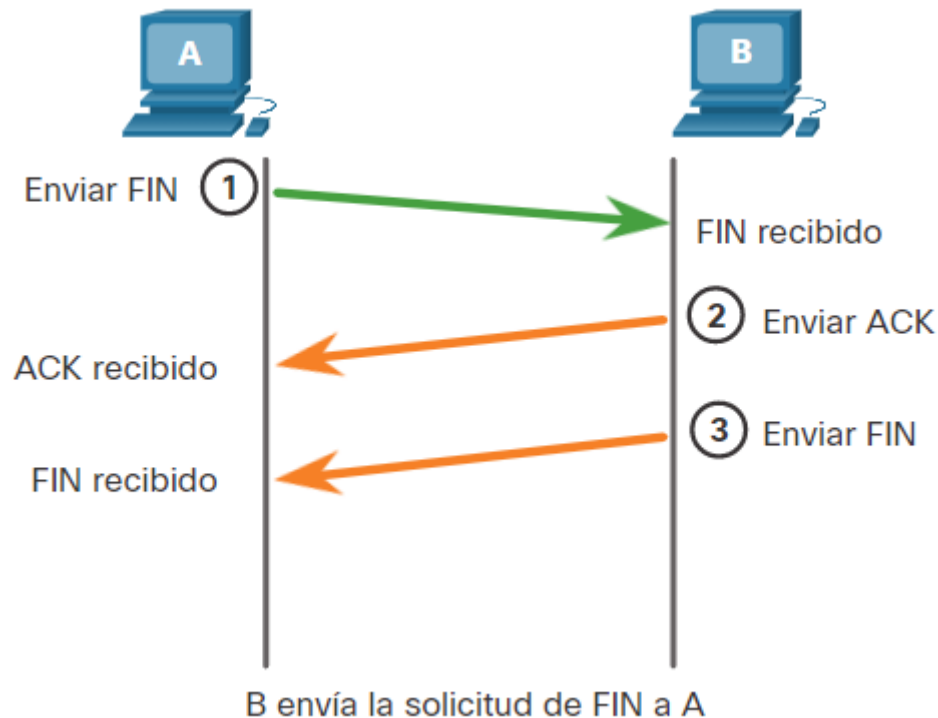 A
B
Enviar FIN 1
FIN recibido
2 Enviar ACK
ACK recibido
3 Enviar FIN
FIN recibido
B envía la solicitud de FIN a A